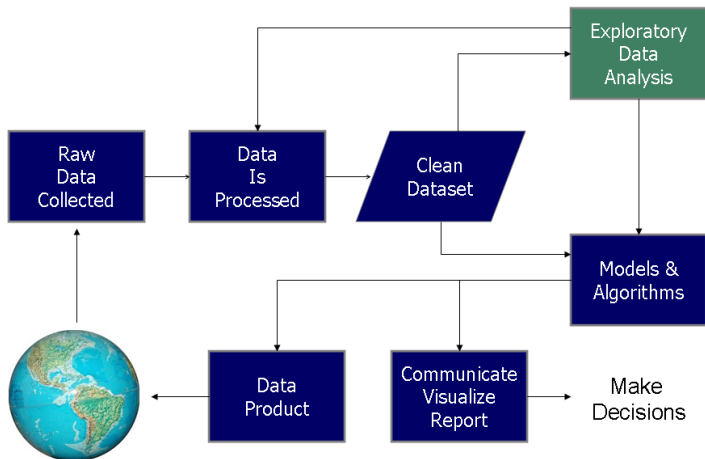 Exploratory
Data
Analysis
Raw
Data
Collected
Data
Is
Processed
Clean
Dataset
Models &
Algorithms
Data
Product
Communicate
Visualize
Report
Make
Decisions